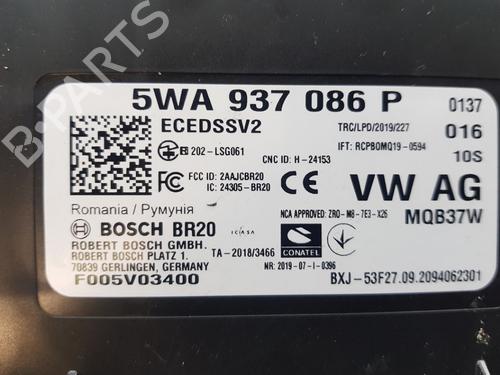 5WA 937 086 P 0137
ECEDSSV2 TRC/LPD/2019/227 016
202-LSG061 IFT: RCPBOMQ19-0594
CNC ID: H-24153 10S
FCC ID: 2AAJCBR20
IC: 24305-BR20 CE VW AG
Romania / Румунія NCA APPROVED: ZRO-M8-7E3-X26 MQB37W
BOSCH BR20 ICASA
ROBERT BOSCH GMBH. TA-2018/3466 CONATEL
ROBERT BOSCH PLATZ 1.
70839 GERLINGEN, GERMANY NR: 2019-07-I-0396
F005V03400 BXJ-53F27.09.2094062301